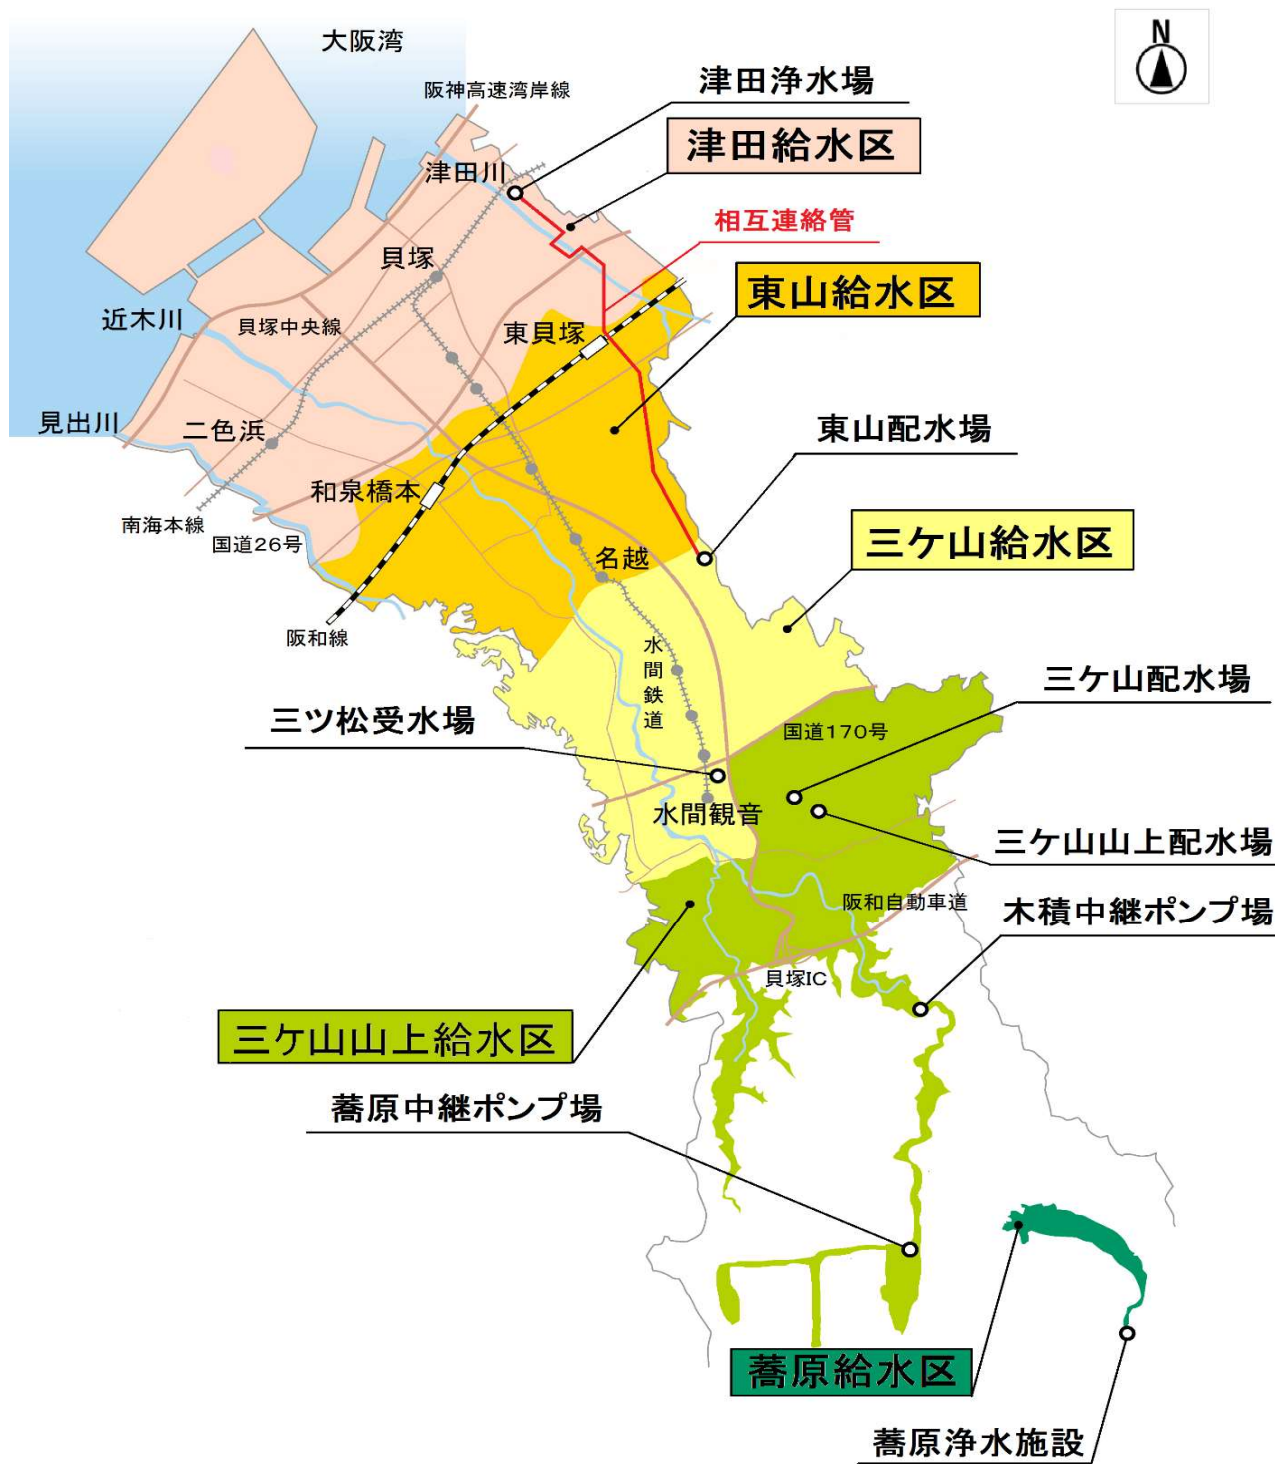 N
大阪湾
阪神高速湾岸線
津田浄水場
津田給水区
津田川
相互連絡管
貝塚
東山給水区
近木川
貝塚中央線
東貝塚
見出川
二色浜
東山配水場
和泉橋本
南海本線
国道26号
三ケ山給水区
名越
阪和線
水間鉄道
三ケ山配水場
三ツ松受水場
国道170号
水間観音
三ケ山山上配水場
阪和自動車道
木積中継ポンプ場
貝塚IC
三ケ山山上給水区
蕎原中継ポンプ場
蕎原給水区
蕎原浄水施設